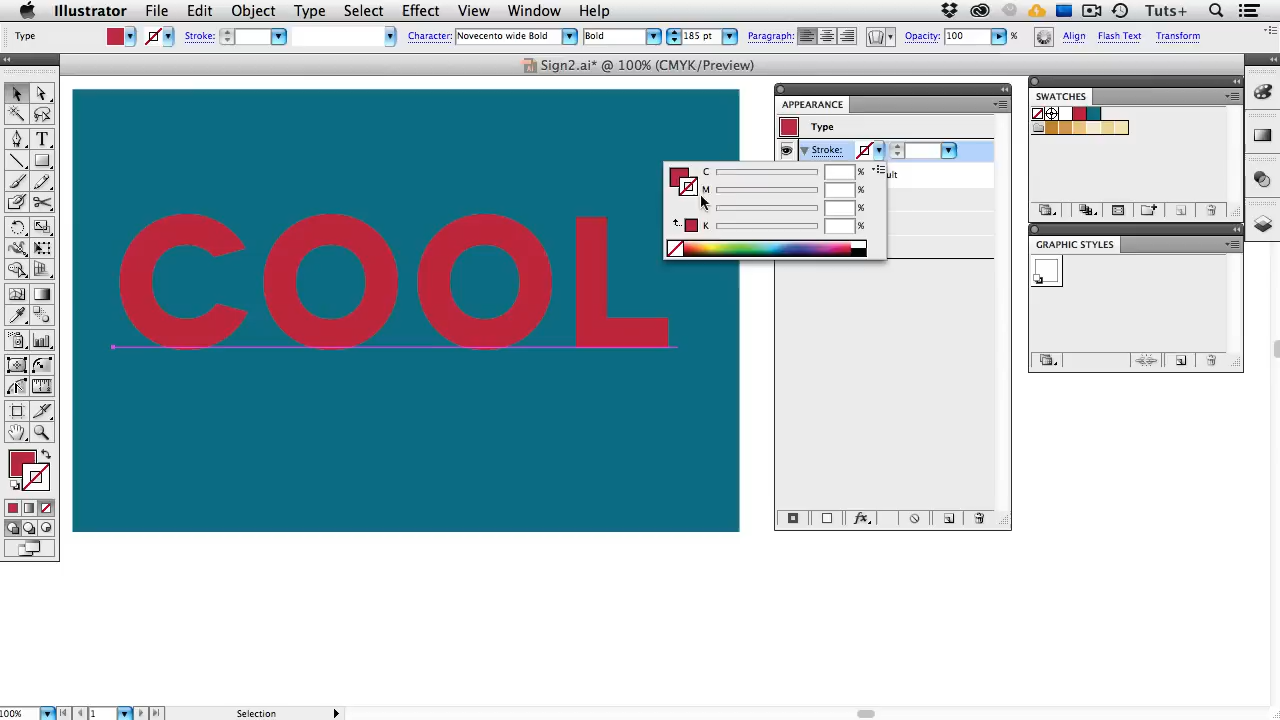 Illustrator File Edit Object Type Select Effect View Window Help Tuts+
Type Stroke: Character: Novecento wide Bold Bold 185 pt Paragraph: Opacity: 100 % Align Flash Text Transform
Sign2.ai* @ 100% (CMYK/Preview)
APPEARANCE
Type
Stroke:
C %
M %
%
K %
SWATCHES
GRAPHIC STYLES
COOL
fx
100% 1 Selection